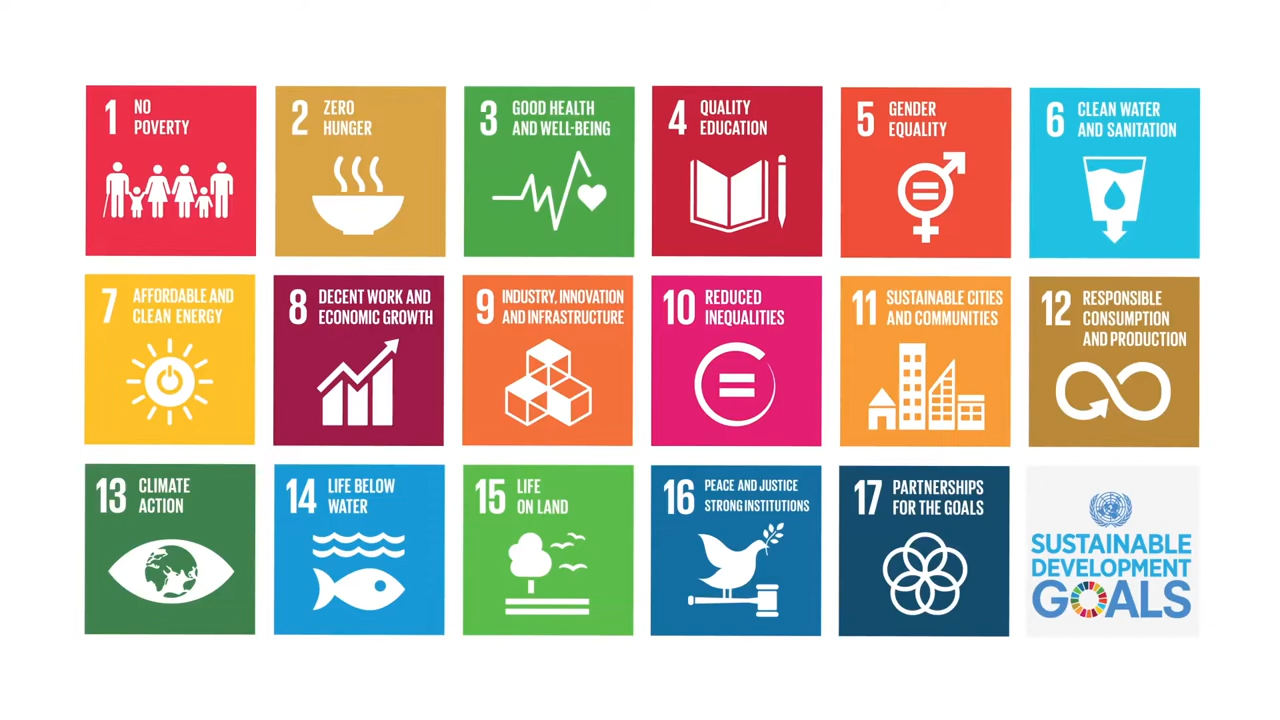 1 NO
POVERTY
2 ZERO
HUNGER
3 GOOD HEALTH
AND WELL-BEING
4 QUALITY
EDUCATION
5 GENDER
EQUALITY
6 CLEAN WATER
AND SANITATION
7 AFFORDABLE AND
CLEAN ENERGY
8 DECENT WORK AND
ECONOMIC GROWTH
9 INDUSTRY, INNOVATION
AND INFRASTRUCTURE
10 REDUCED
INEQUALITIES
11 SUSTAINABLE CITIES
AND COMMUNITIES
12 RESPONSIBLE
CONSUMPTION
AND PRODUCTION
13 CLIMATE
ACTION
14 LIFE BELOW
WATER
15 LIFE
ON LAND
16 PEACE AND JUSTICE
STRONG INSTITUTIONS
17 PARTNERSHIPS
FOR THE GOALS
SUSTAINABLE
DEVELOPMENT
GOALS